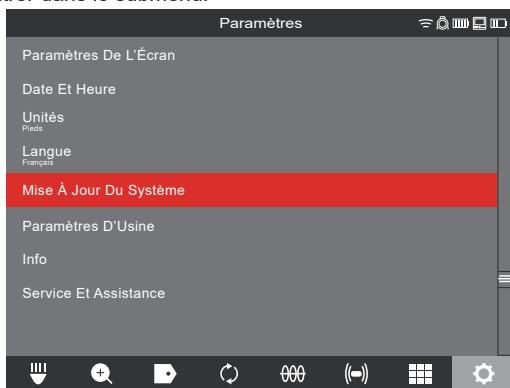 Paramètres
Paramètres De L'Écran
Date Et Heure
Unités
Pieds
Langue
Français
Mise À Jour Du Système
Paramètres D'Usine
Info
Service Et Assistance